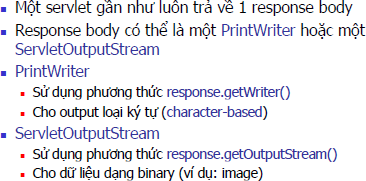 Một servlet gần như luôn trả về 1 response body
Response body có thể là một PrintWriter hoặc một
ServletOutputStream
PrintWriter
Sử dụng phương thức response.getWriter()
Cho output loại ký tự (character-based)
ServletOutputStream
Sử dụng phương thức response.getOutputStream()
Cho dữ liệu dạng binary (ví dụ: image)